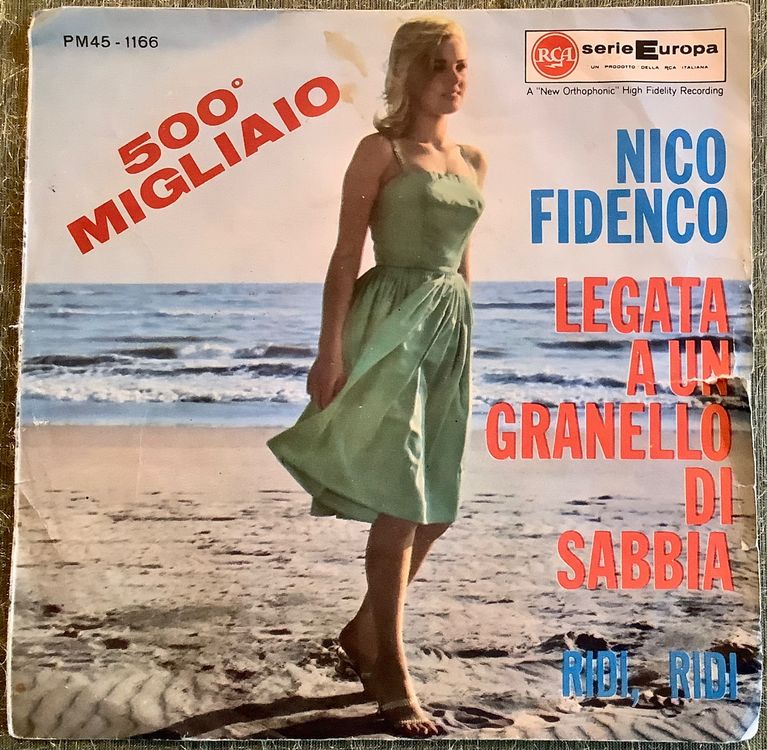 PM45 - 1166
500°
MIGLIAIO
RCA
serie Europa
UN PRODOTTO DELLA RCA ITALIANA
A "New Orthophonic" High Fidelity Recording
NICO
FIDENCO
LEGATA
A UN
GRANELLO
DI
SABBIA
RIDI, RIDI